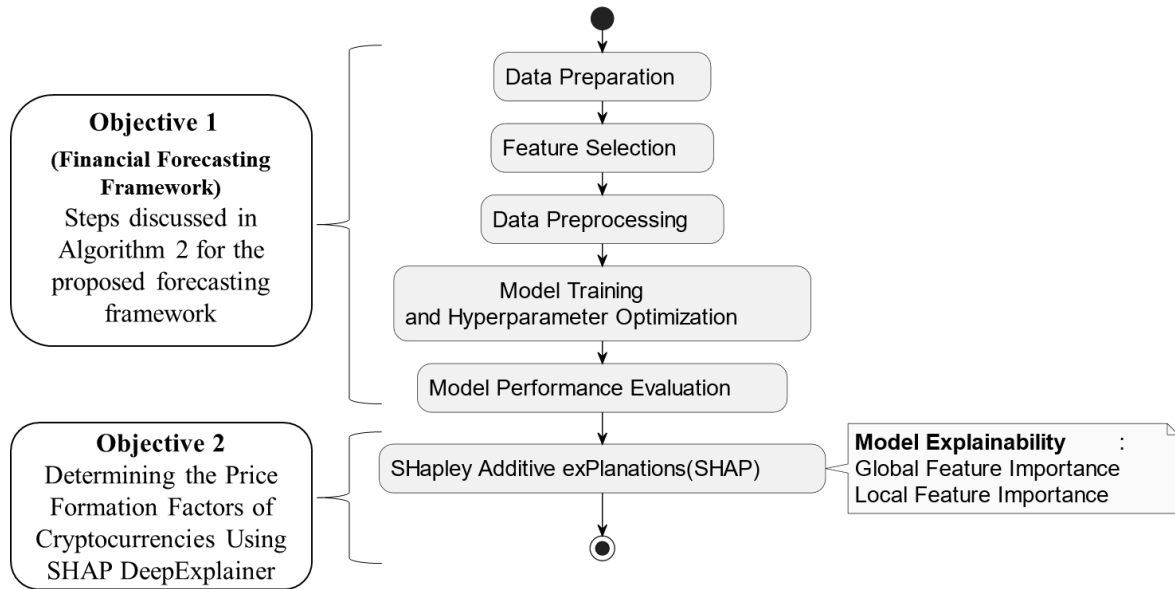 Objective 1
(Financial Forecasting
Framework)
Steps discussed in
Algorithm 2 for the
proposed forecasting
framework
Objective 2
Determining the Price
Formation Factors of
Cryptocurrencies Using
SHAP DeepExplainer
Data Preparation
Feature Selection
Data Preprocessing
Model Training
and Hyperparameter Optimization
Model Performance Evaluation
SHapley Additive exPlanations(SHAP)
Model Explainability :
Global Feature Importance
Local Feature Importance